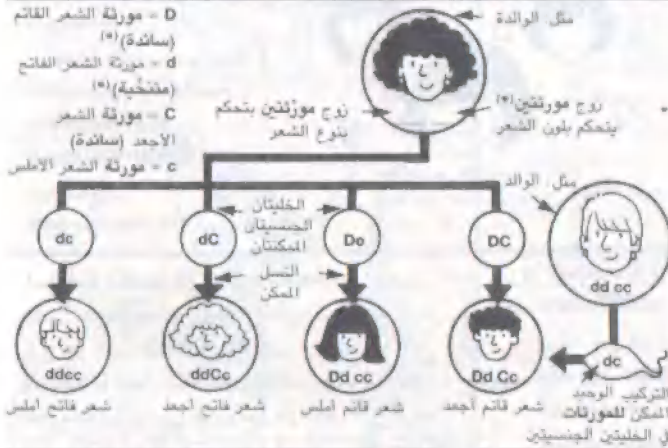 D = مورثة الشعر القاتم
(سائدة)(*)
d = مورثة الشعر الفاتح
(متنحية)(*)
C = مورثة الشعر
الأجعد (سائدة)
c = مورثة الشعر الأملس
مثل: الوالدة
زوج مورثتين(*)
يتحكم بلون الشعر
زوج مورثتين يتحكم
بنوع الشعر
مثل: الوالد
dd cc
الخليتان
الجنسيتان
الممكنتان
dc
dC
Dc
DC
النسل
الممكن
ddcc
ddCc
Dd cc
Dd Cc
dc
شعر فاتح أملس
شعر فاتح أجعد
شعر قاتم أملس
شعر قاتم أجعد
التركيب الوحيد
الممكن للمورثات
في الخليتين الجنسيتين